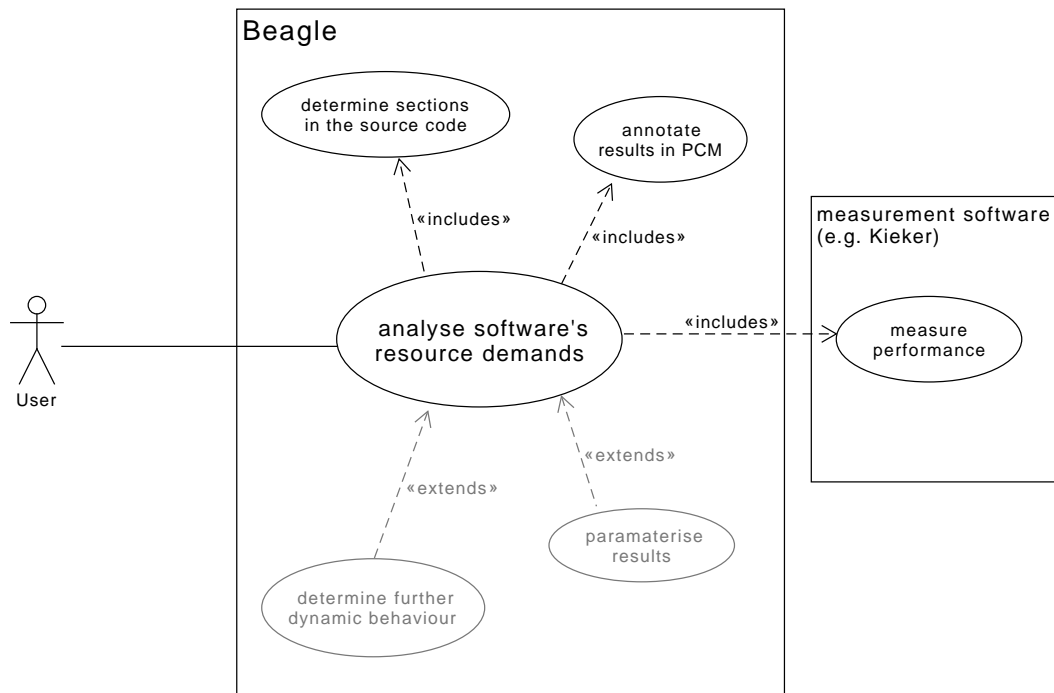 Beagle
determine sections
in the source code
annotate
results in PCM
«includes»
«includes»
measurement software
(e.g. Kieker)
analyse software's
resource demands
«includes»
measure
performance
User
«extends»
«extends»
paramaterise
results
determine further
dynamic behaviour